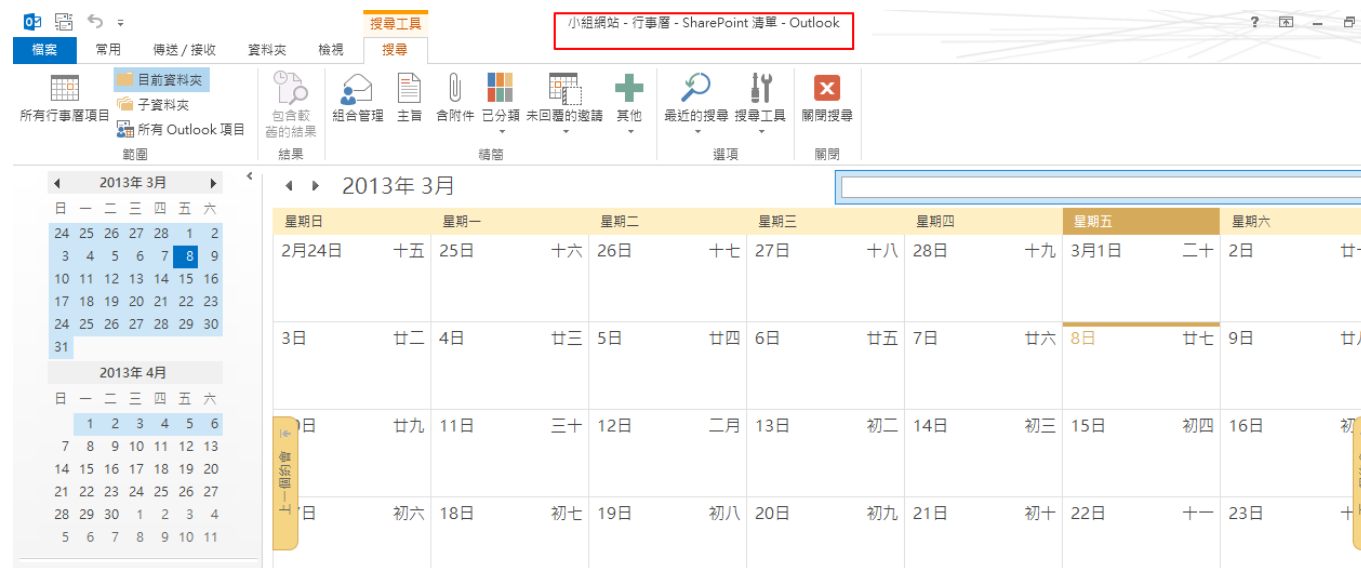 搜尋工具
小組網站 - 行事曆 - SharePoint 清單 - Outlook
?
檔案 常用 傳送 / 接收 資料夾 檢視 搜尋
所有行事曆項目
目前資料夾
子資料夾
所有 Outlook 項目
範圍
包含較
舊的結果
結果
組合管理 主旨 含附件 已分類 未回覆的邀請 其他
精簡
最近的搜尋 搜尋工具
選項
關閉搜尋
關閉
2013年 3月
日 一 二 三 四 五 六
24 25 26 27 28 1 2
3 4 5 6 7 8 9
10 11 12 13 14 15 16
17 18 19 20 21 22 23
24 25 26 27 28 29 30
31
2013年 4月
日 一 二 三 四 五 六
1 2 3 4 5 6
7 8 9 10 11 12 13
14 15 16 17 18 19 20
21 22 23 24 25 26 27
28 29 30 1 2 3 4
5 6 7 8 9 10 11
2013年 3月
星期日 星期一 星期二 星期三 星期四 星期五 星期六
2月24日 十五 25日 十六 26日 十七 27日 十八 28日 十九 3月1日 二十 2日
3日 廿二 4日 廿三 5日 廿四 6日 廿五 7日 廿六 8日 廿七 9日
日 廿九 11日 三十 12日 二月 13日 初二 14日 初三 15日 初四 16日
日 初六 18日 初七 19日 初八 20日 初九 21日 初十 22日 十一 23日
上一個約會